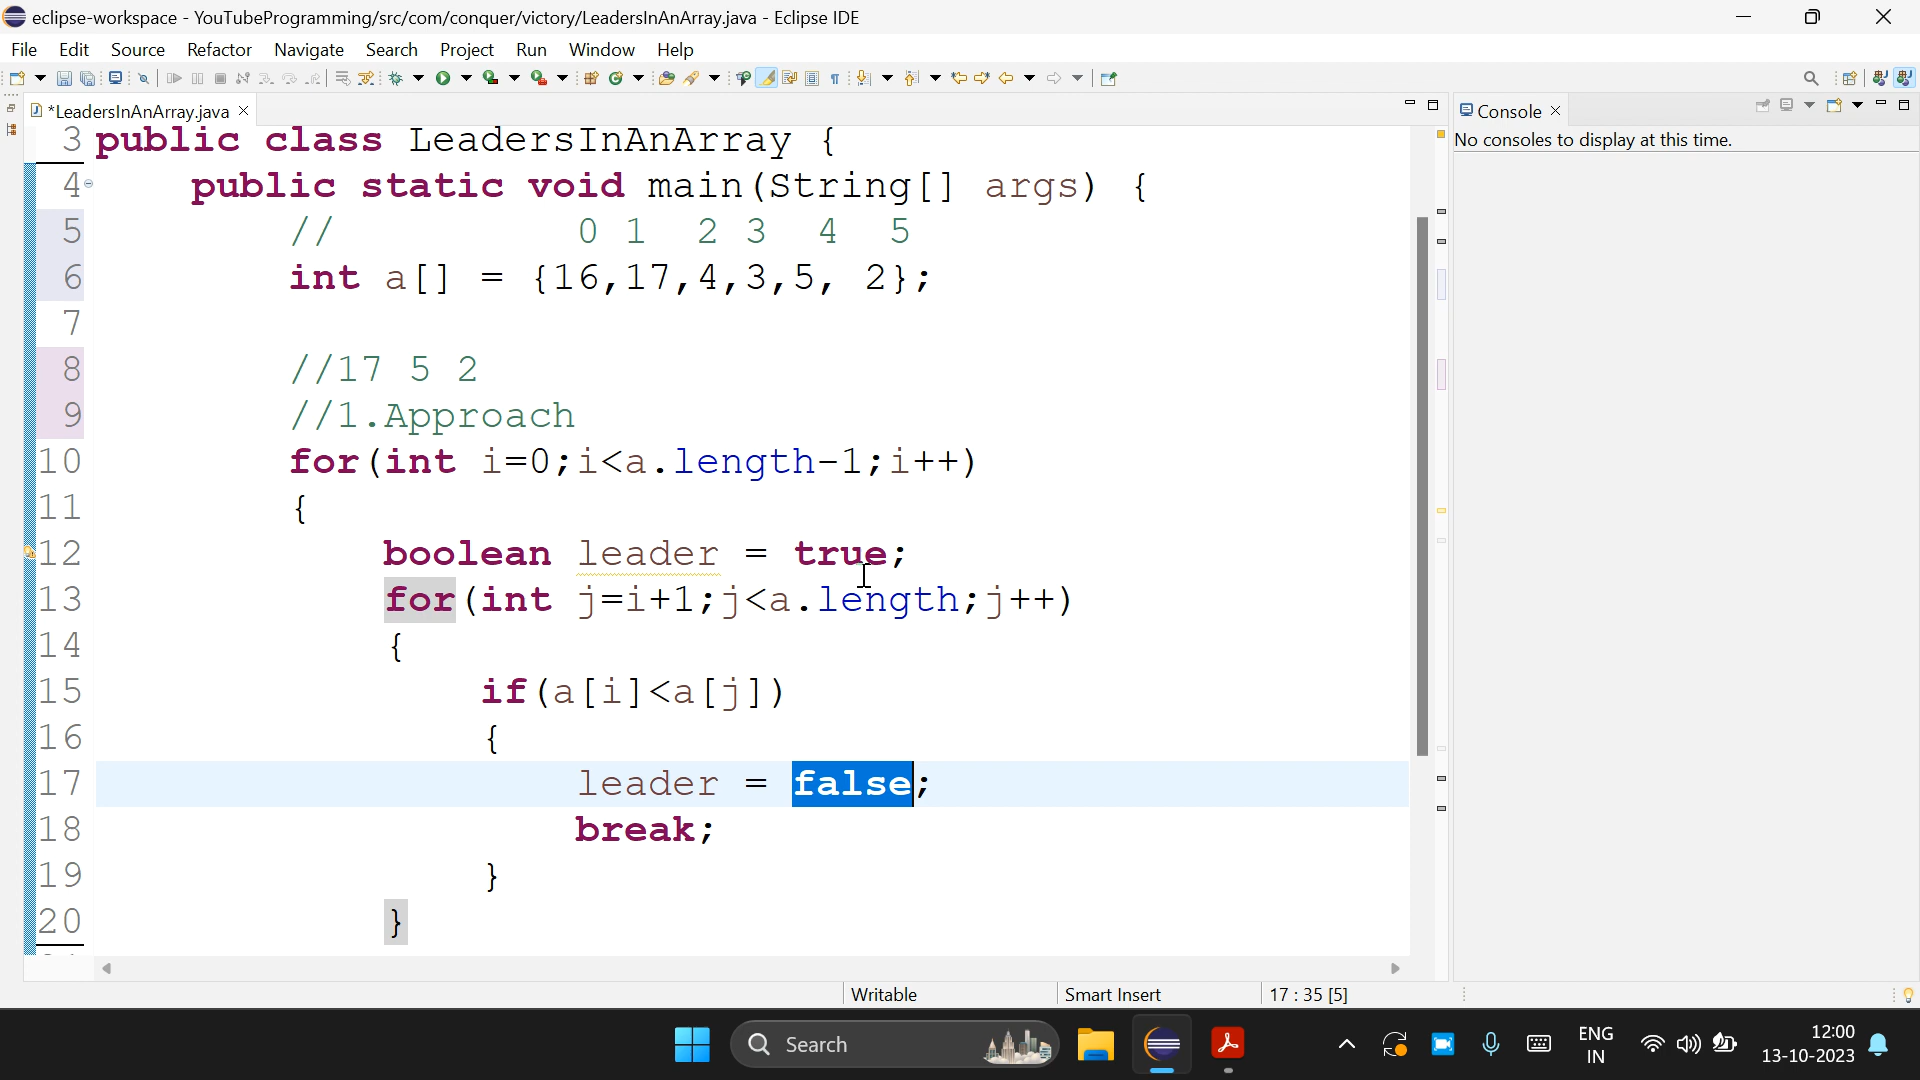 eclipse-workspace - YouTubeProgramming/src/com/conquer/victory/LeadersInAnArray.java - Eclipse IDE
File Edit Source Refactor Navigate Search Project Run Window Help
*LeadersInAnArray.java
Console
No consoles to display at this time.
3 public class LeadersInAnArray {
4 public static void main(String[] args) {
5 // 0 1 2 3 4 5
6 int a[] = {16,17,4,3,5, 2};
7
8 //17 5 2
9 //1.Approach
10 for(int i=0;i<a.length-1;i++)
11 {
12 boolean leader = true;
13 for(int j=i+1;j<a.length;j++)
14 {
15 if(a[i]<a[j])
16 {
17 leader = false;
18 break;
19 }
20 }
Writable Smart Insert 17 : 35 [5]
Search
ENG
IN
12:00
13-10-2023